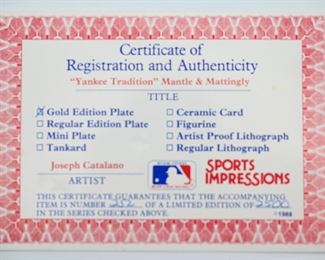 Certificate of
Registration and Authenticity
"Yankee Tradition" Mantle & Mattingly
TITLE
Gold Edition Plate
Regular Edition Plate
Mini Plate
Tankard
Ceramic Card
Figurine
Artist Proof Lithograph
Regular Lithograph
Joseph Catalano
ARTIST
SPORTS
IMPRESSIONS
THIS CERTIFICATE GUARANTEES THAT THE ACCOMPANYING
ITEM IS NUMBER 252 OF A LIMITED EDITION OF 2500
IN THE SERIES CHECKED ABOVE.
©1988